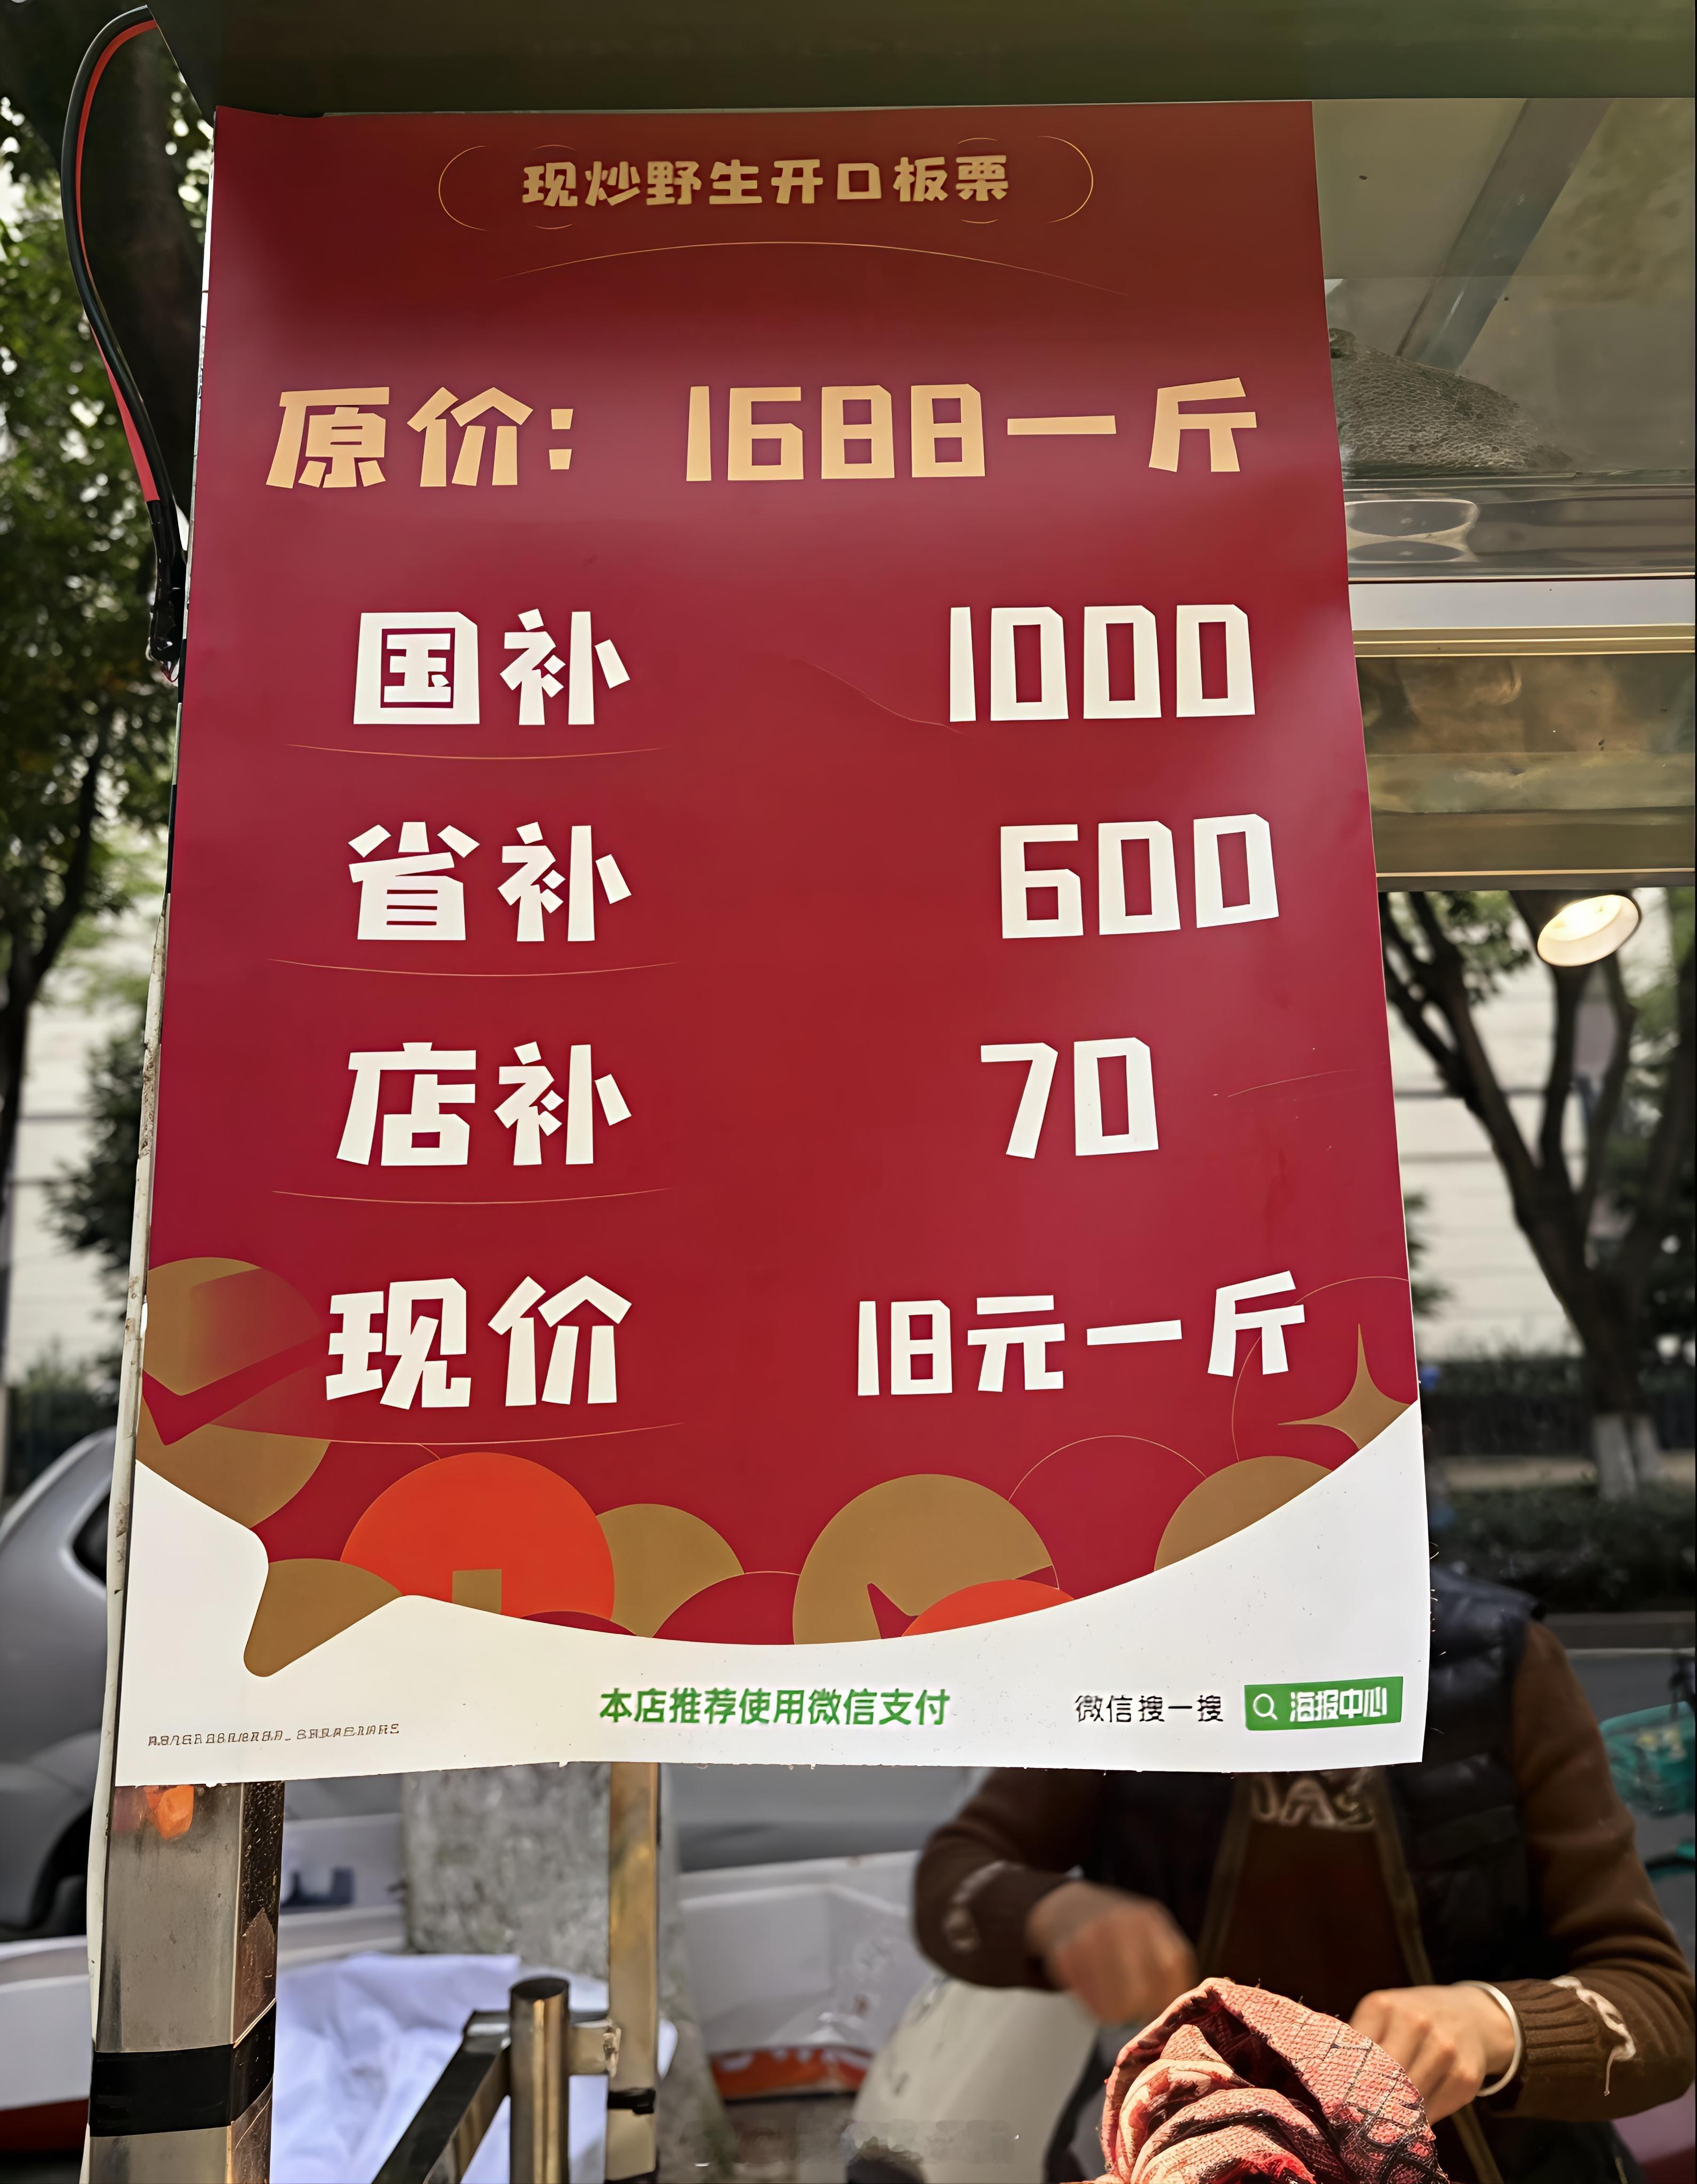 现炒野生开口板栗
原价：1688一斤
国补 1000
省补 600
店补 70
现价 18元一斤
本店推荐使用微信支付 微信搜一搜 海报中心